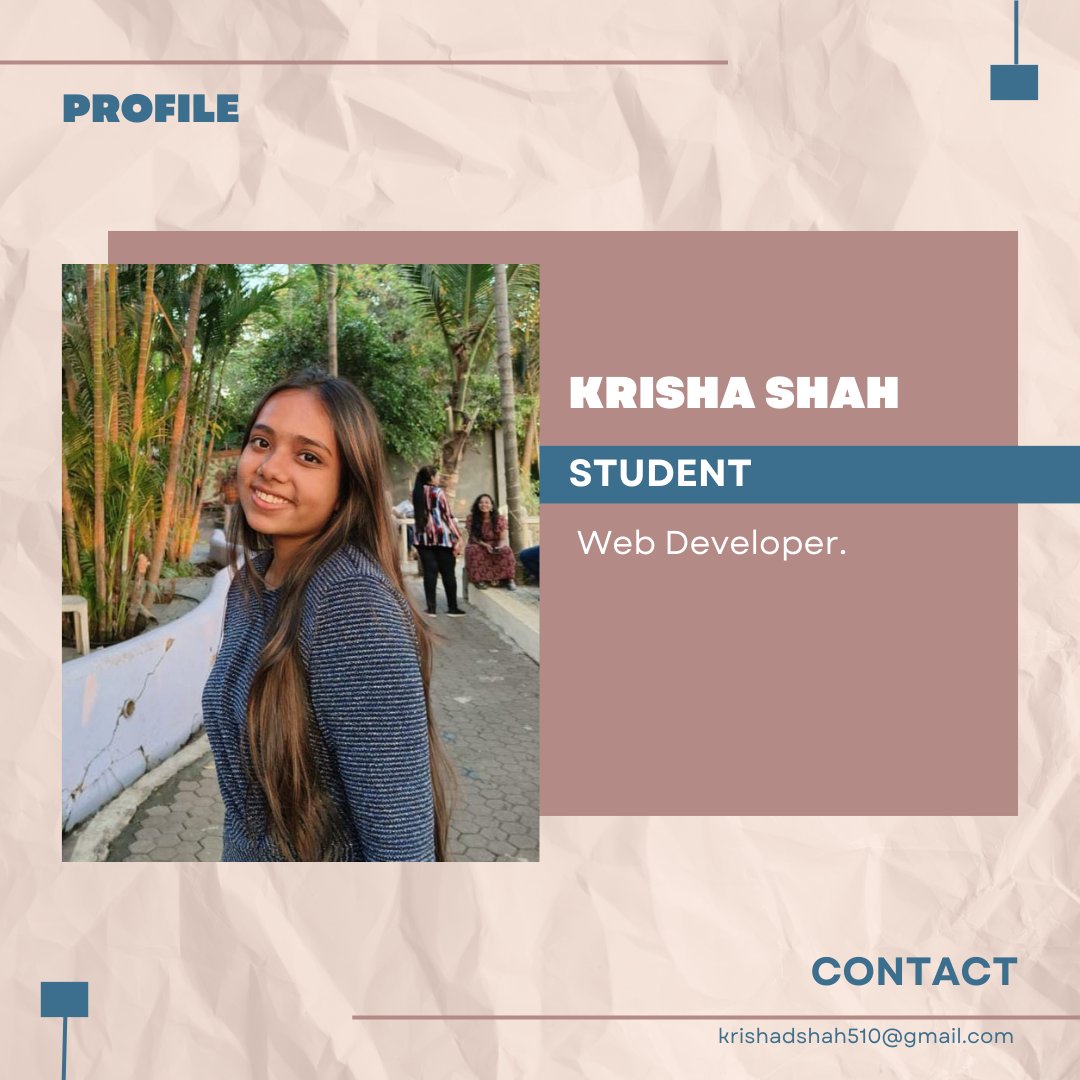 PROFILE
KRISHA SHAH
STUDENT
Web Developer.
CONTACT
krishadshah510@gmail.com